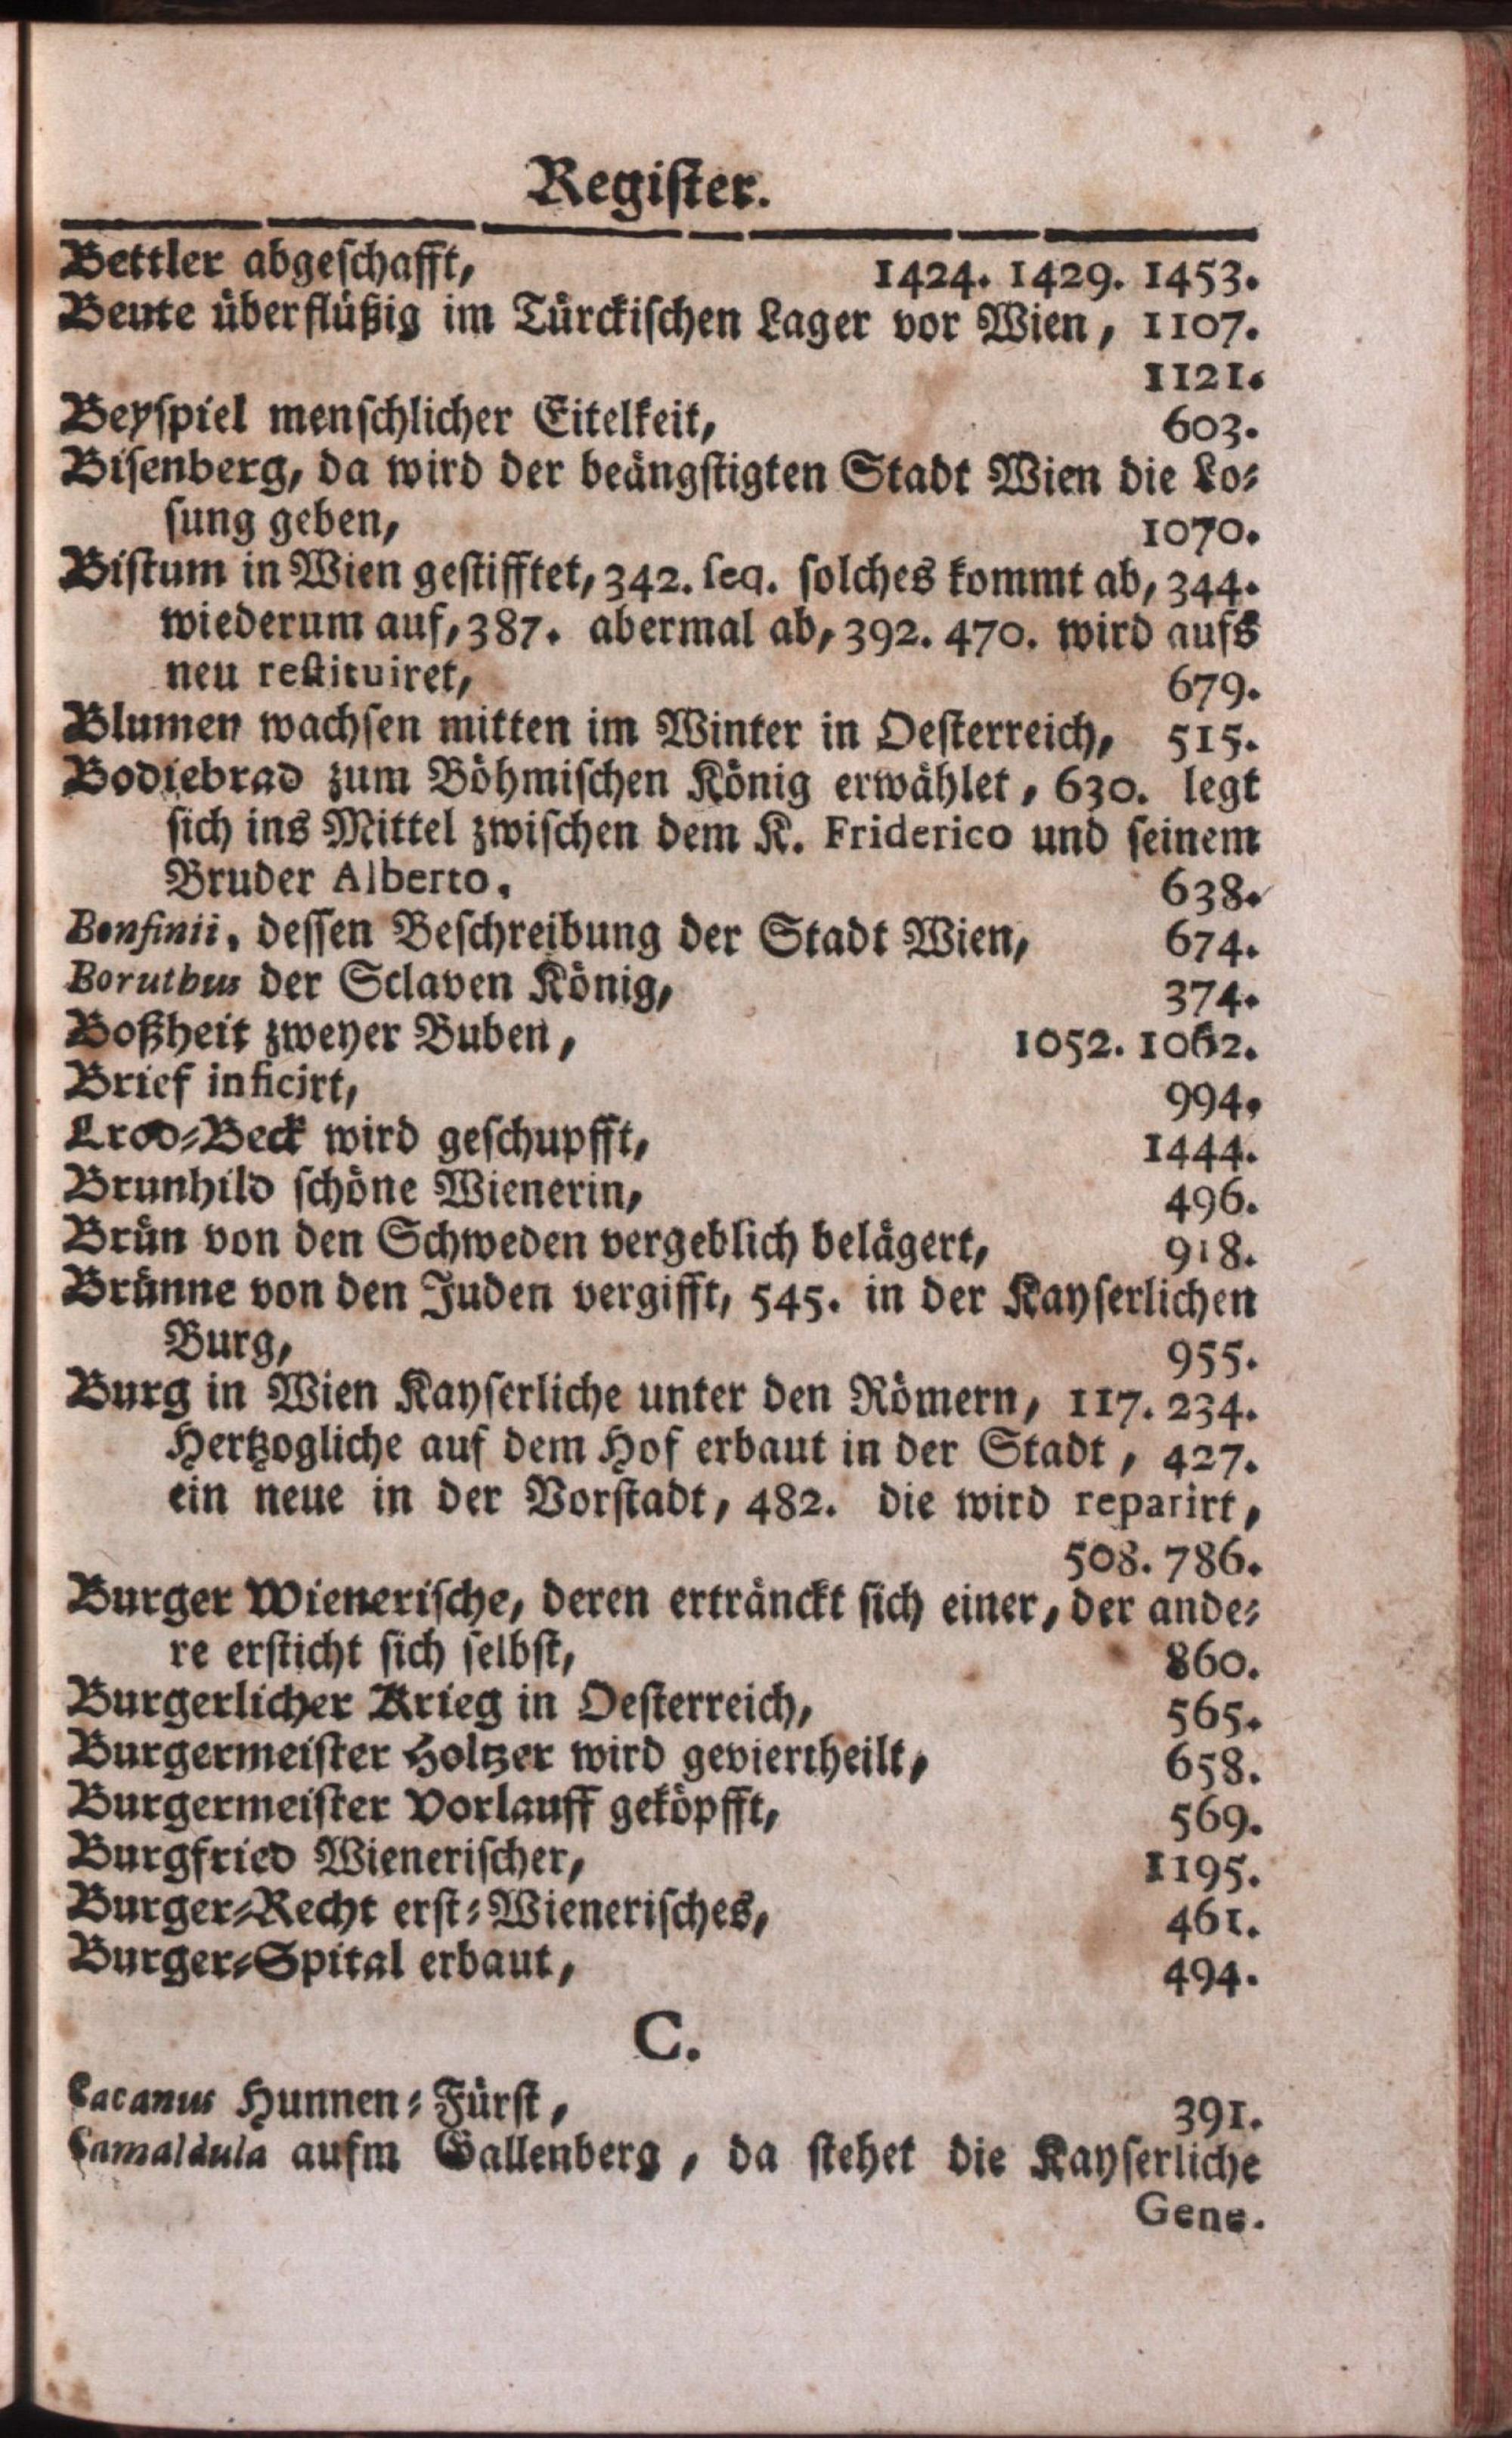 Register.
Bettler abgeschafft, 1424. 1429. 1453.
Beute überflüßig im Türckischen Lager vor Wien, 1107.
1121.
Beyspiel menschlicher Eitelkeit, 603.
Bisenberg, da wird der beängstigten Stadt Wien die Lo-
sung geben, 1070.
Bistum in Wien gestifftet, 342. seq. solches kommt ab, 344.
wiederum auf, 387. abermal ab, 392. 470. wird aufs
neu restituiret, 679.
Blumen wachsen mitten im Winter in Oesterreich, 515.
Bodiebrad zum Böhmischen König erwählet, 630. legt
sich ins Mittel zwischen dem K. Friderico und seinem
Bruder Alberto, 638.
Bonfinii, dessen Beschreibung der Stadt Wien, 674.
Boruthus der Sclaven König, 374.
Boßheit zweyer Buben, 1052. 1062.
Brief inficirt, 994.
Brod-Beck wird geschupfft, 1444.
Brunhild schöne Wienerin, 496.
Brün von den Schweden vergeblich belägert, 918.
Brünne von den Juden vergifft, 545. in der Kayserlichen
Burg, 955.
Burg in Wien Kayserliche unter den Römern, 117. 234.
Hertzogliche auf dem Hof erbaut in der Stadt, 427.
ein neue in der Vorstadt, 482. die wird reparirt,
508. 786.
Burger Wienerische, deren ertränckt sich einer, der ande-
re ersticht sich selbst, 860.
Burgerlicher Krieg in Oesterreich, 565.
Burgermeister Holtzer wird geviertheilt, 658.
Burgermeister Vorlauff geköpfft, 569.
Burgfried Wienerischer, 1195.
Burger-Recht erst-Wienerisches, 461.
Burger-Spital erbaut, 494.
C.
Cacanus Hunnen-Fürst, 391.
Camaldula aufm Gallenberg, da stehet die Kayserliche
Gene-